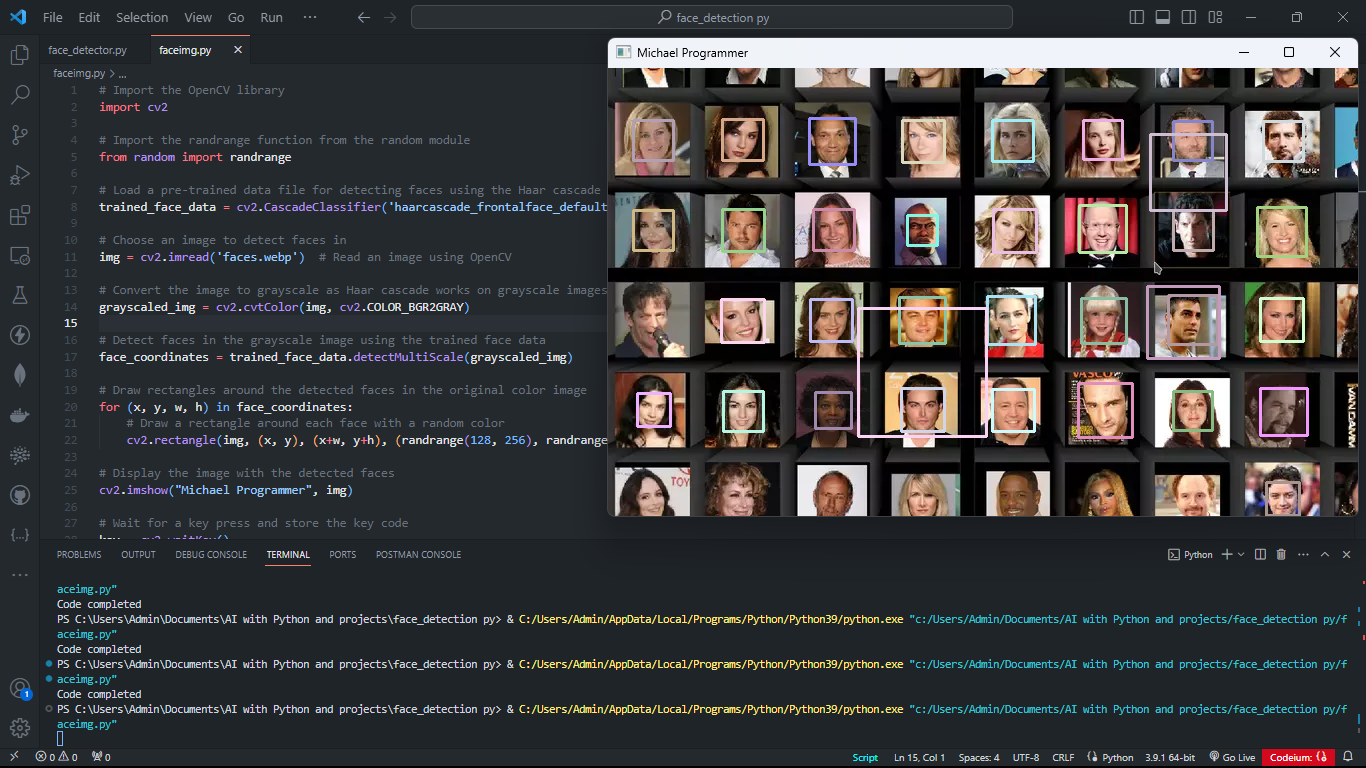 File Edit Selection View Go Run ··· face_detection py
face_detector.py faceimg.py
faceimg.py > ...
1 # Import the OpenCV library
2 import cv2
3
4 # Import the randrange function from the random module
5 from random import randrange
6
7 # Load a pre-trained data file for detecting faces using the Haar cascade
8 trained_face_data = cv2.CascadeClassifier('haarcascade_frontalface_default
9
10 # Choose an image to detect faces in
11 img = cv2.imread('faces.webp')  # Read an image using OpenCV
12
13 # Convert the image to grayscale as Haar cascade works on grayscale images
14 grayscaled_img = cv2.cvtColor(img, cv2.COLOR_BGR2GRAY)
15
16 # Detect faces in the grayscale image using the trained face data
17 face_coordinates = trained_face_data.detectMultiScale(grayscaled_img)
18
19 # Draw rectangles around the detected faces in the original color image
20 for (x, y, w, h) in face_coordinates:
21 # Draw a rectangle around each face with a random color
22 cv2.rectangle(img, (x, y), (x+w, y+h), (randrange(128, 256), randrange
23
24 # Display the image with the detected faces
25 cv2.imshow("Michael Programmer", img)
26
27 # Wait for a key press and store the key code
Michael Programmer
VASCO
TOY
PROBLEMS OUTPUT DEBUG CONSOLE TERMINAL PORTS POSTMAN CONSOLE Python
aceimg.py"
Code completed
PS C:\Users\Admin\Documents\AI with Python and projects\face_detection py> & C:/Users/Admin/AppData/Local/Programs/Python/Python39/python.exe "c:/Users/Admin/Documents/AI with Python and projects/face_detection py/f
aceimg.py"
Code completed
PS C:\Users\Admin\Documents\AI with Python and projects\face_detection py> & C:/Users/Admin/AppData/Local/Programs/Python/Python39/python.exe "c:/Users/Admin/Documents/AI with Python and projects/face_detection py/f
aceimg.py"
Code completed
PS C:\Users\Admin\Documents\AI with Python and projects\face_detection py> & C:/Users/Admin/AppData/Local/Programs/Python/Python39/python.exe "c:/Users/Admin/Documents/AI with Python and projects/face_detection py/f
aceimg.py"
1
0 0 0 Script Ln 15, Col 1 Spaces: 4 UTF-8 CRLF Python 3.9.1 64-bit Go Live Codeium: {}